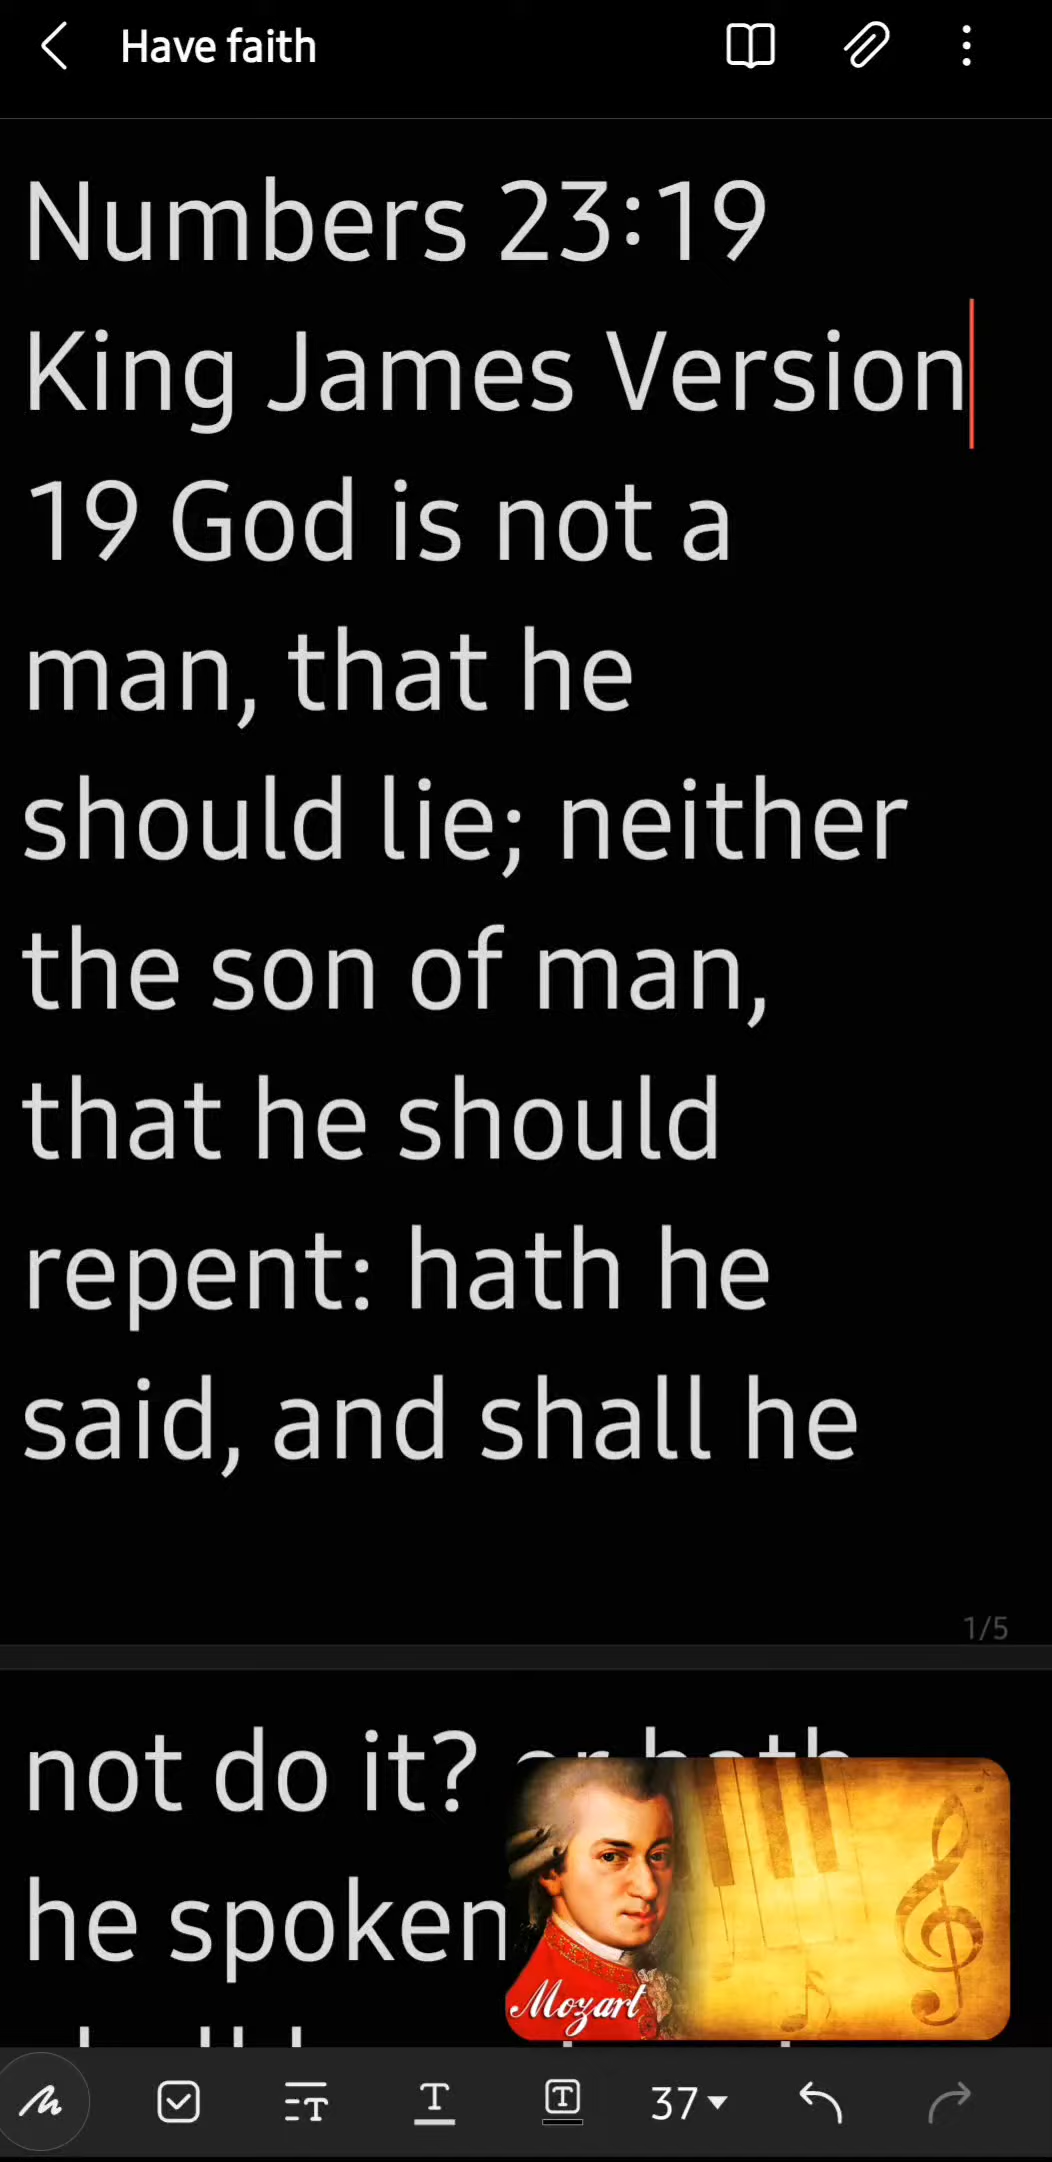 Have faith
Numbers 23:19
King James Version
19 God is not a
man, that he
should lie; neither
the son of man,
that he should
repent: hath he
said, and shall he
1/5
not do it? or hath
he spoken
Mozart
37